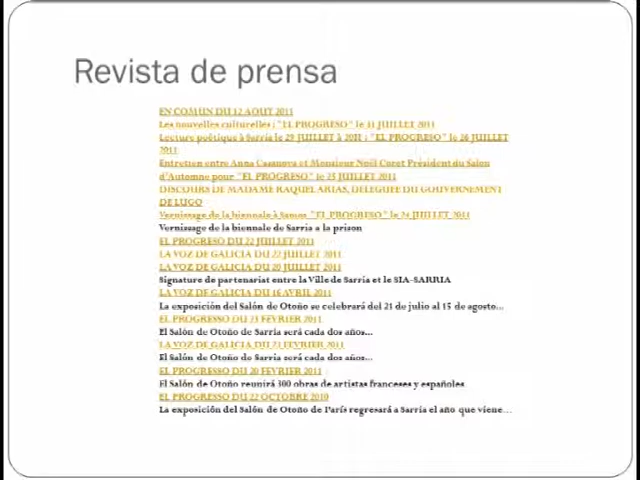 Revista de prensa
EN COMUN DU 12 AOUT 2011
Les nouvelles culturelles : "EL PROGRESO" le 31 JUILLET 2011
Lecture poétique à Sarria le 29 JUILLET à 20H : "EL PROGRESO" le 26 JUILLET
2011
Entretien entre Anna Casanova et Monsieur Noël Coret Président du Salon
d'Automne pour "EL PROGRESO" le 25 JUILLET 2011
DISCOURS DE MADAME RAQUEL ARIAS, DELEGUEE DU GOUVERNEMENT
DE LUGO
Vernissage de la biennale à Samos "EL PROGRESO" le 24 JUILLET 2011
Vernissage de la biennale de Sarria a la prison
EL PROGRESO DU 22 JUILLET 2011
LA VOZ DE GALICIA DU 22 JUILLET 2011
LA VOZ DE GALICIA DU 20 JUILLET 2011
Signature de partenariat entre la Ville de Sarria et le SIA-SARRIA
LA VOZ DE GALICIA DU 16 AVRIL 2011
La exposición del Salón de Otoño se celebrará del 21 de julio al 15 de agosto...
EL PROGRESSO DU 23 FEVRIER 2011
El Salón de Otoño de Sarria será cada dos años...
LA VOZ DE GALICIA DU 21 FEVRIER 2011
El Salón de Otoño de Sarria será cada dos años...
EL PROGRESSO DU 20 FEVRIER 2011
El Salón de Otoño reunirá 300 obras de artistas franceses y españoles
EL PROGRESSO DU 22 OCTOBRE 2010
La exposición del Salón de Otoño de París regresará a Sarria el año que viene...